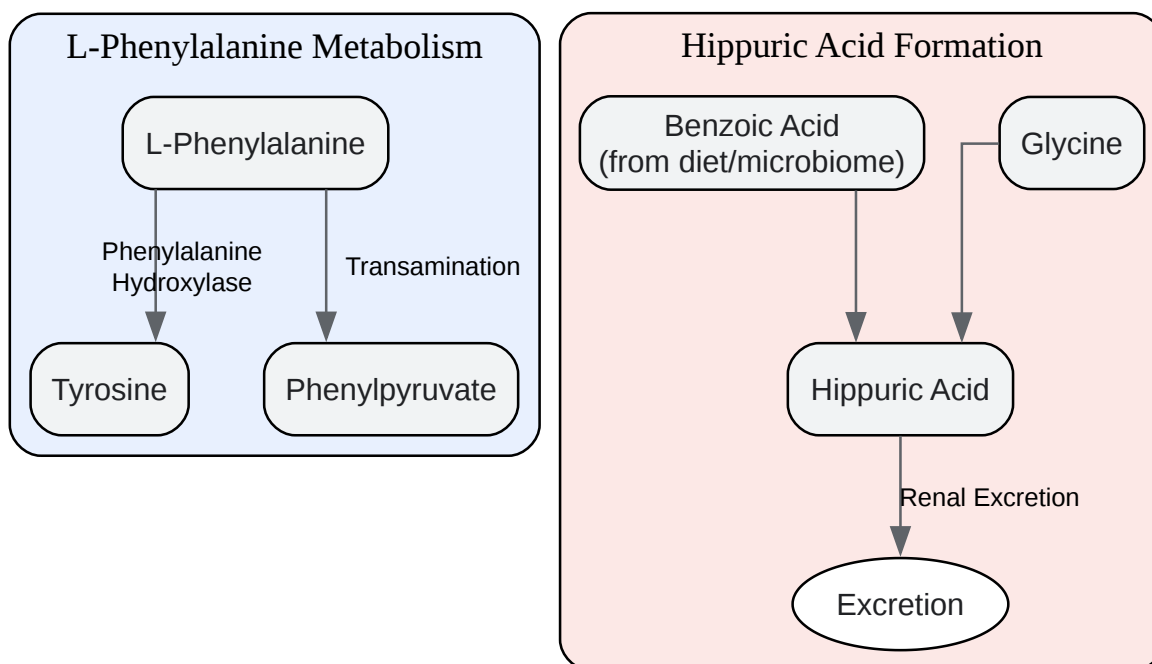 L-Phenylalanine Metabolism
L-Phenylalanine
Phenylalanine
Hydroxylase
Transamination
Tyrosine
Phenylpyruvate
Hippuric Acid Formation
Benzoic Acid
(from diet/microbiome)
Glycine
Hippuric Acid
Renal Excretion
Excretion